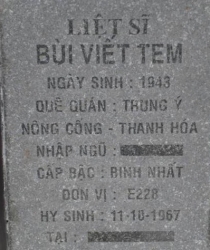 LIỆT SĨ
BÙI VIẾT TEM
NGÀY SINH : 1943
QUÊ QUÁN : TRUNG Ý
NÔNG CỐNG - THANH HÓA
NHẬP NGŨ :
CẤP BẬC : BINH NHẤT
ĐƠN VỊ : E228
HY SINH : 11-10-1967
TẠI :